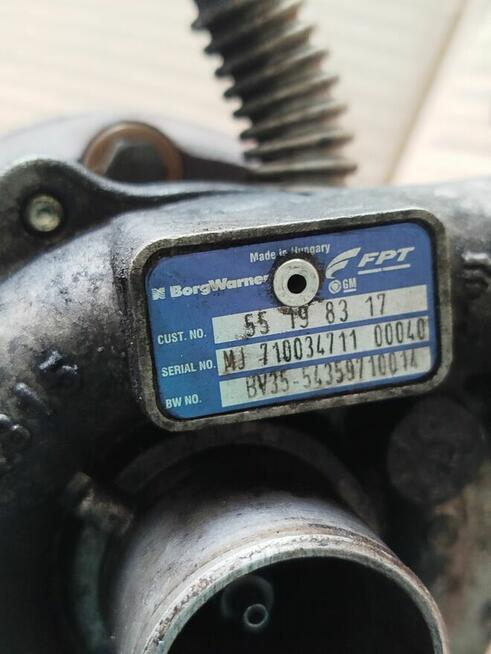 Made in Hungary
BorgWarner FPT
GM
CUST. NO. 55 19 83 17
SERIAL NO. MJ 710034711 00040
BW NO. BV35-54359710014